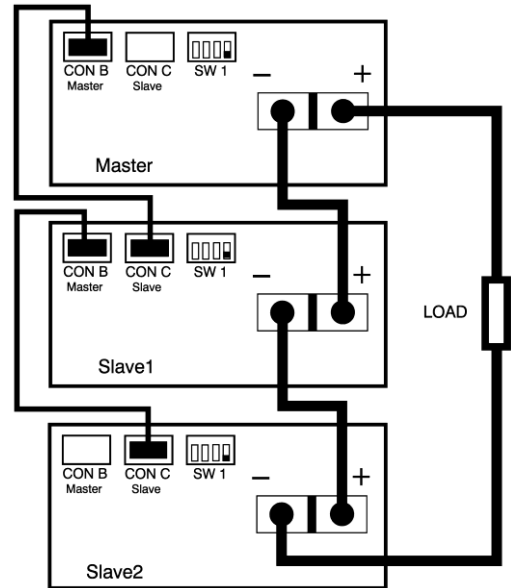 CON B CON C SW 1
Master Slave
− +
Master
CON B CON C SW 1
Master Slave
− +
LOAD
Slave1
CON B CON C SW 1
Master Slave
− +
Slave2